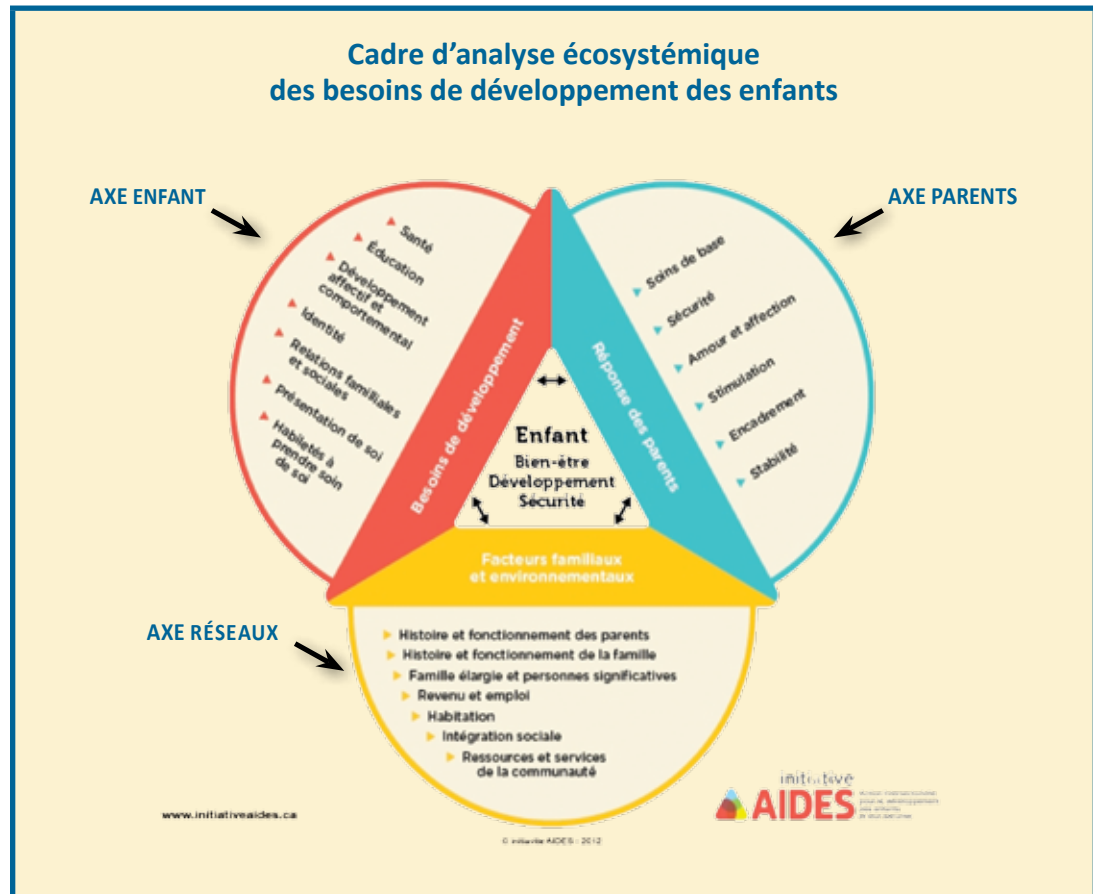 Cadre d’analyse écosystémique
des besoins de développement des enfants
AXE ENFANT
AXE PARENTS
Santé
Éducation
Développement
affectif et
comportemental
Identité
Relations familiales
et sociales
Présentation de soi
Habiletés à
prendre soin
de soi
Besoins de développement
Soins de base
Sécurité
Amour et affection
Stimulation
Encadrement
Stabilité
Réponse des parents
Enfant
Bien-être
Développement
Sécurité
Facteurs familiaux
et environnementaux
AXE RÉSEAUX
Histoire et fonctionnement des parents
Histoire et fonctionnement de la famille
Famille élargie et personnes significatives
Revenu et emploi
Habitation
Intégration sociale
Ressources et services
de la communauté
www.initiativeaides.ca
initiative
AIDES
© initiative AIDES - 2012